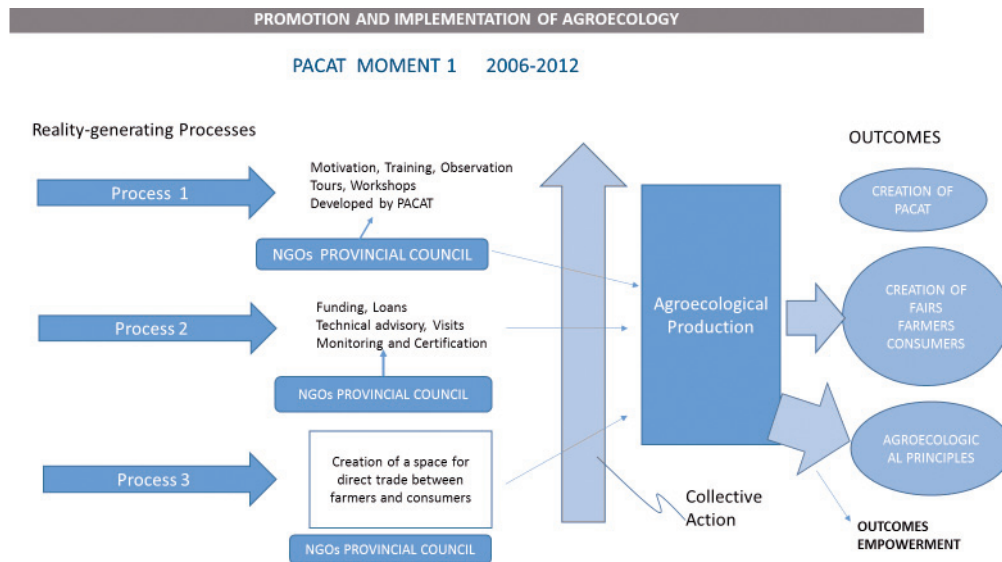 PROMOTION AND IMPLEMENTATION OF AGROECOLOGY
PACAT MOMENT 1 2006-2012
Reality-generating Processes
OUTCOMES
Process 1
Motivation, Training, Observation
Tours, Workshops
Developed by PACAT
NGOs PROVINCIAL COUNCIL
Process 2
Funding, Loans
Technical advisory, Visits
Monitoring and Certification
NGOs PROVINCIAL COUNCIL
Process 3
Creation of a space for
direct trade between
farmers and consumers
NGOs PROVINCIAL COUNCIL
Collective
Action
Agroecological
Production
CREATION OF
PACAT
CREATION OF
FAIRS
FARMERS
CONSUMERS
AGROECOLOGIC
AL PRINCIPLES
OUTCOMES
EMPOWERMENT